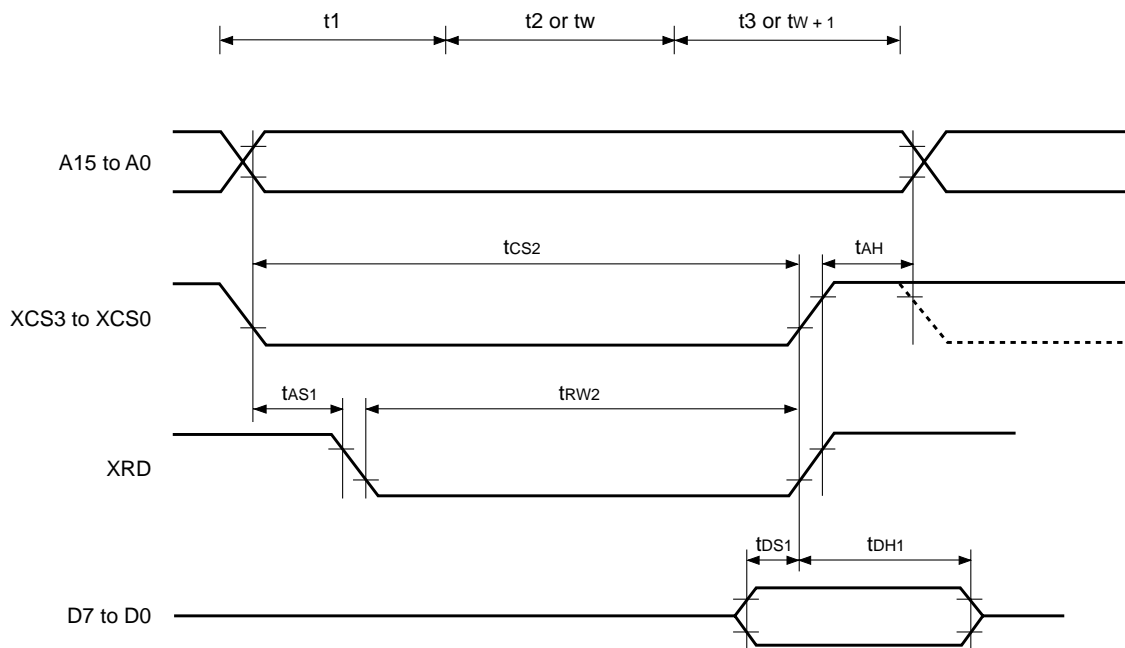 t1 t2 or tw t3 or tw + 1
A15 to A0
tCS2 tAH
XCS3 to XCS0
tAS1 tRW2
XRD
tDS1 tDH1
D7 to D0